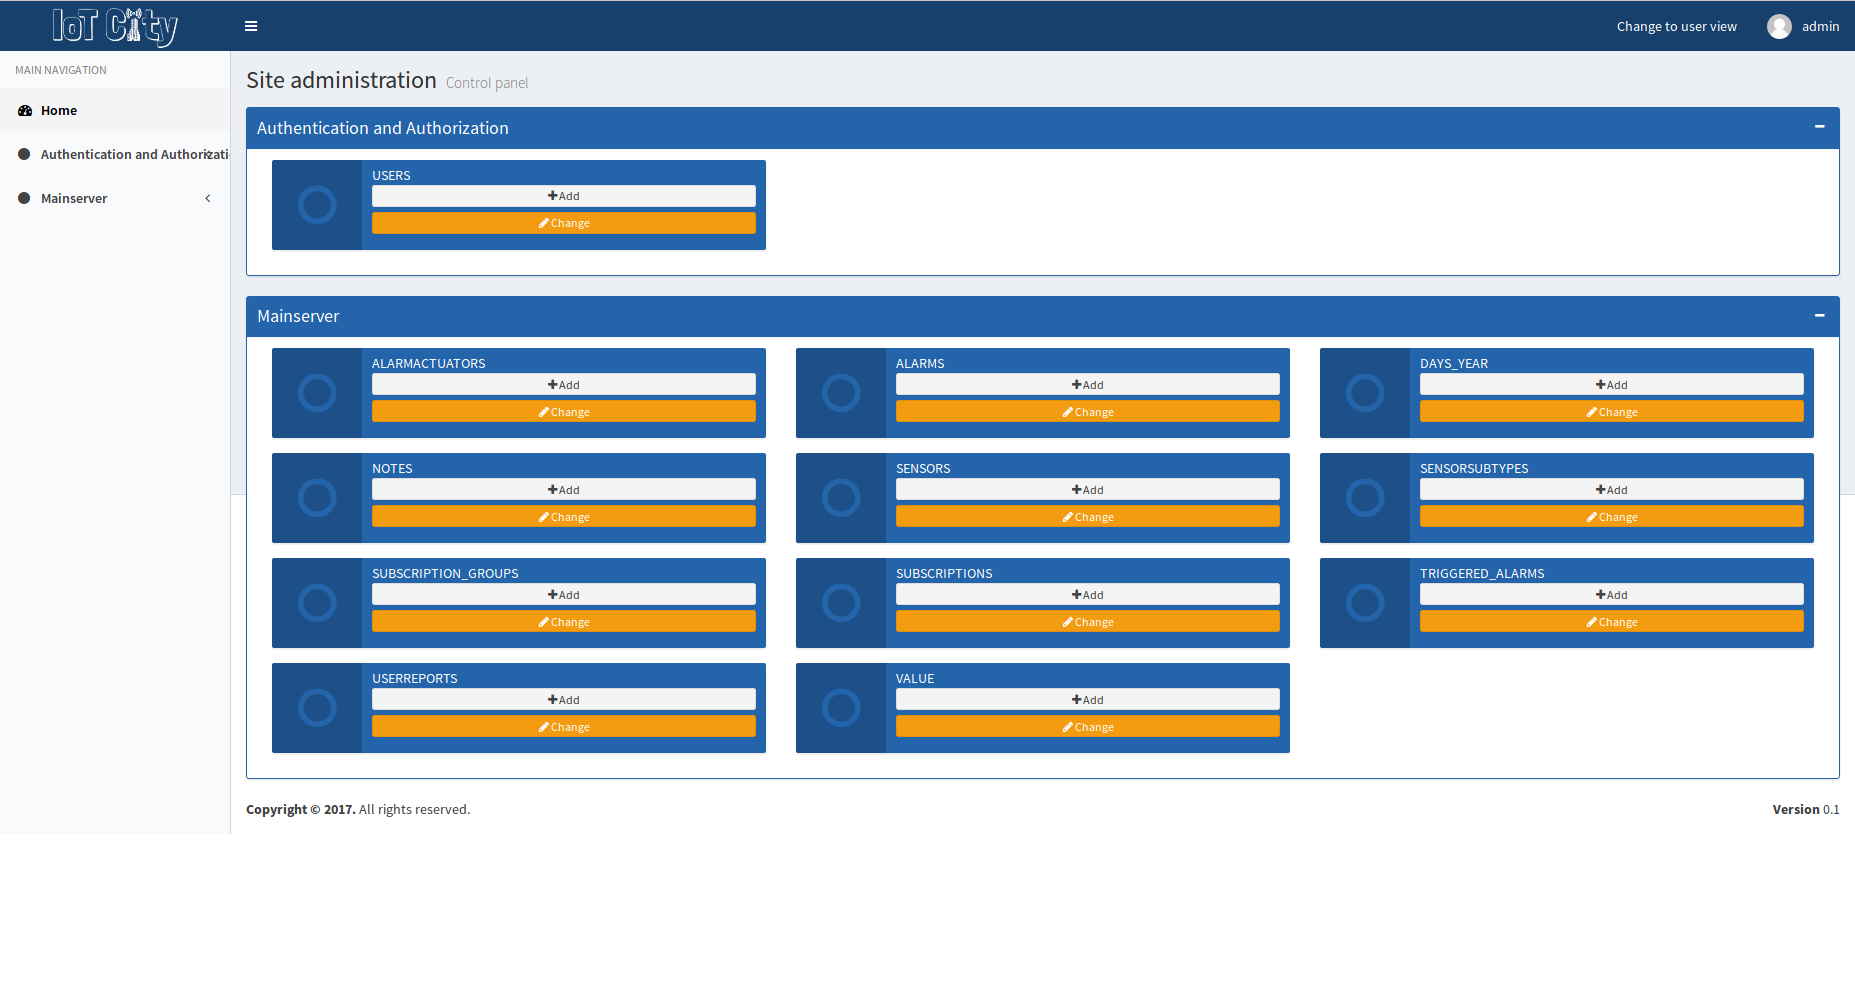 IoT City
Change to user view
admin
MAIN NAVIGATION
Home
Authentication and Authorizati
Mainserver
Site administration Control panel
Authentication and Authorization
USERS
Add
Change
Mainserver
ALARMACTUATORS
Add
Change
ALARMS
Add
Change
DAYS_YEAR
Add
Change
NOTES
Add
Change
SENSORS
Add
Change
SENSORSUBTYPES
Add
Change
SUBSCRIPTION_GROUPS
Add
Change
SUBSCRIPTIONS
Add
Change
TRIGGERED_ALARMS
Add
Change
USERREPORTS
Add
Change
VALUE
Add
Change
Copyright © 2017. All rights reserved.
Version 0.1